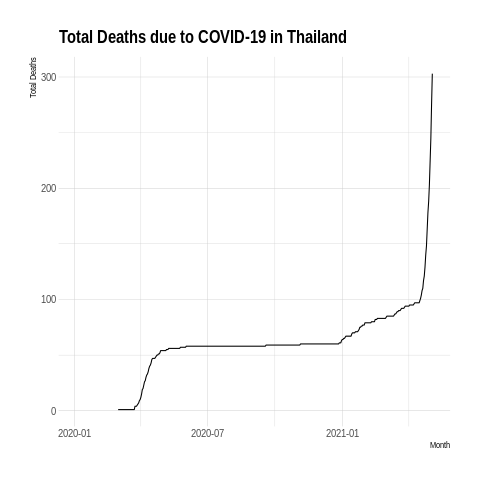 Total Deaths due to COVID-19 in Thailand
Total Deaths
300
200
100
0
2020-01
2020-07
2021-01
Month